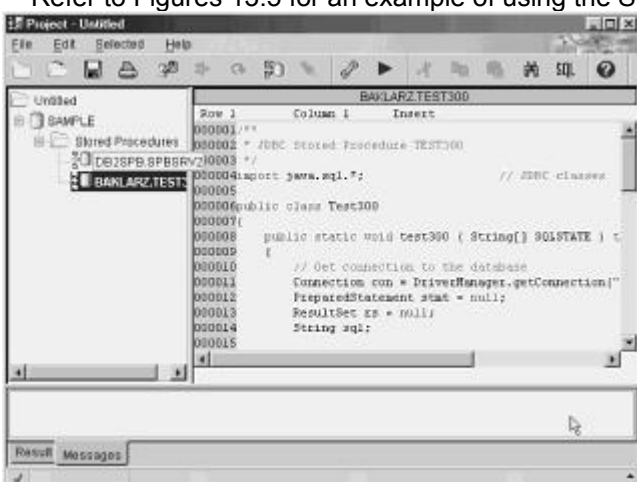 Refer to Figures 15.5 for an example of using the S
Project - Untitled
File Edit Selected Help
SQL
Untitled
SAMPLE
Stored Procedures
DB2SPB.SPBSRV2
BAKLARZ.TEST3
BAKLARZ.TEST300
Row 1 Column 1 Insert
000001/**
000002 * JDBC Stored Procedure TEST300
000003 */
000004import java.sql.*; // JDBC classes
000005
000006public class Test300
000007{
000008 public static void test300 ( String[] SQLSTATE ) t
000009 {
000010 // Get connection to the database
000011 Connection con = DriverManager.getConnection("
000012 PreparedStatement stmt = null;
000013 ResultSet rs = null;
000014 String sql;
000015
Result Messages